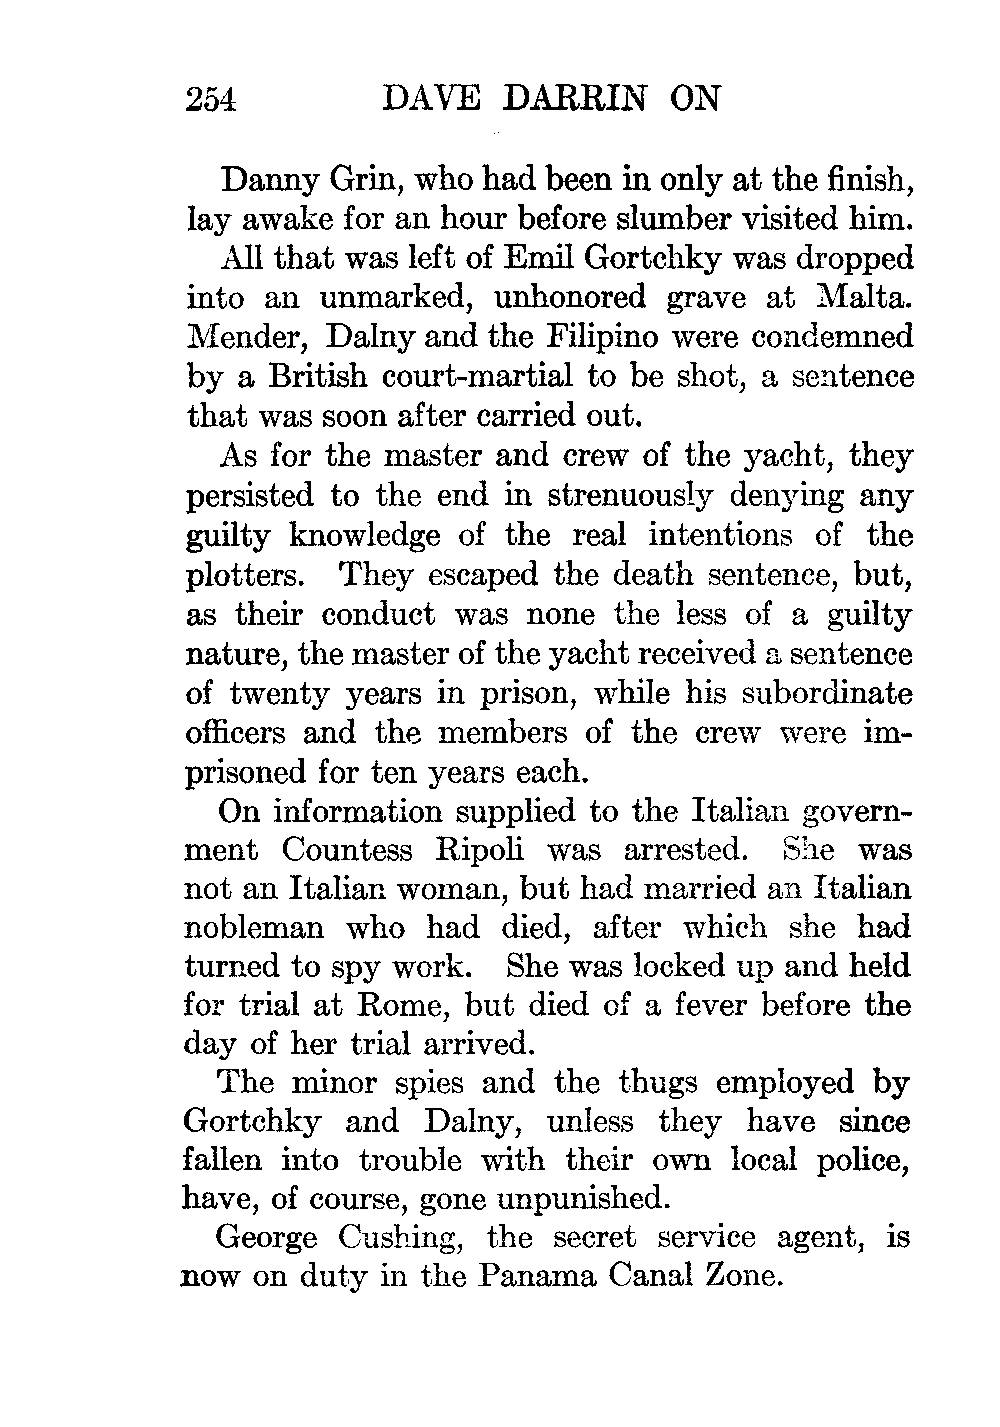 254 DAVE DARRIN ON
Danny Grin, who had been in only at the finish,
lay awake for an hour before slumber visited him.
All that was left of Emil Gortchky was dropped
into an unmarked, unhonored grave at Malta.
Mender, Dalny and the Filipino were condemned
by a British court-martial to be shot, a sentence
that was soon after carried out.
As for the master and crew of the yacht, they
persisted to the end in strenuously denying any
guilty knowledge of the real intentions of the
plotters. They escaped the death sentence, but,
as their conduct was none the less of a guilty
nature, the master of the yacht received a sentence
of twenty years in prison, while his subordinate
officers and the members of the crew were im-
prisoned for ten years each.
On information supplied to the Italian govern-
ment Countess Ripoli was arrested. She was
not an Italian woman, but had married an Italian
nobleman who had died, after which she had
turned to spy work. She was locked up and held
for trial at Rome, but died of a fever before the
day of her trial arrived.
The minor spies and the thugs employed by
Gortchky and Dalny, unless they have since
fallen into trouble with their own local police,
have, of course, gone unpunished.
George Cushing, the secret service agent, is
now on duty in the Panama Canal Zone.